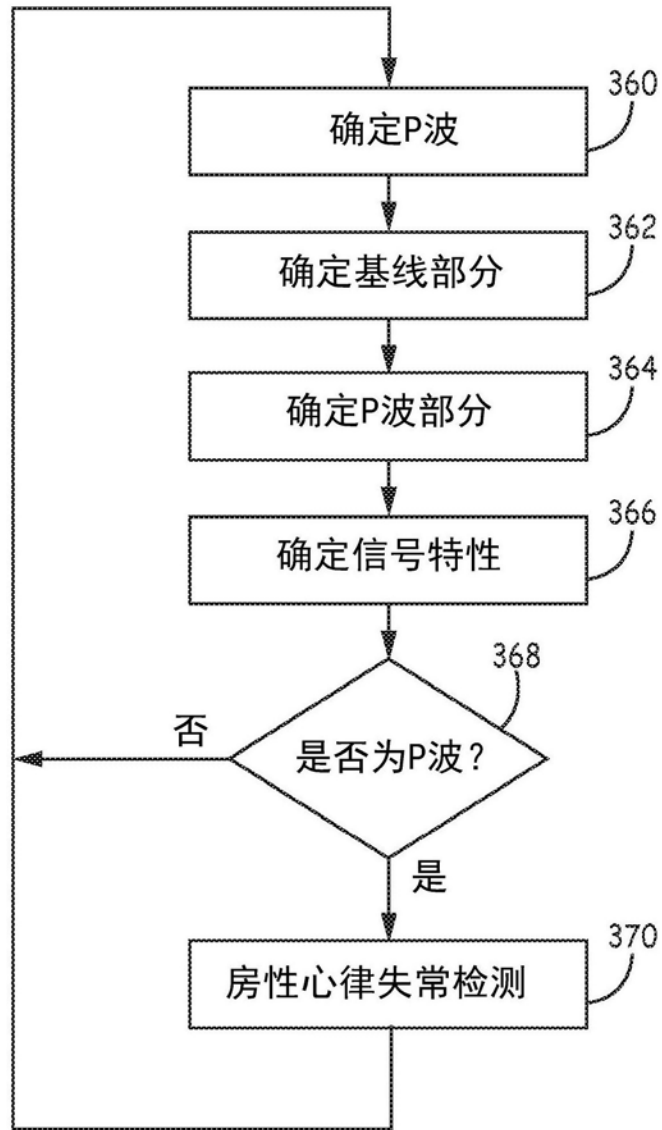 360
确定P波
362
确定基线部分
364
确定P波部分
366
确定信号特性
368
否
是否为P波?
是
370
房性心律失常检测